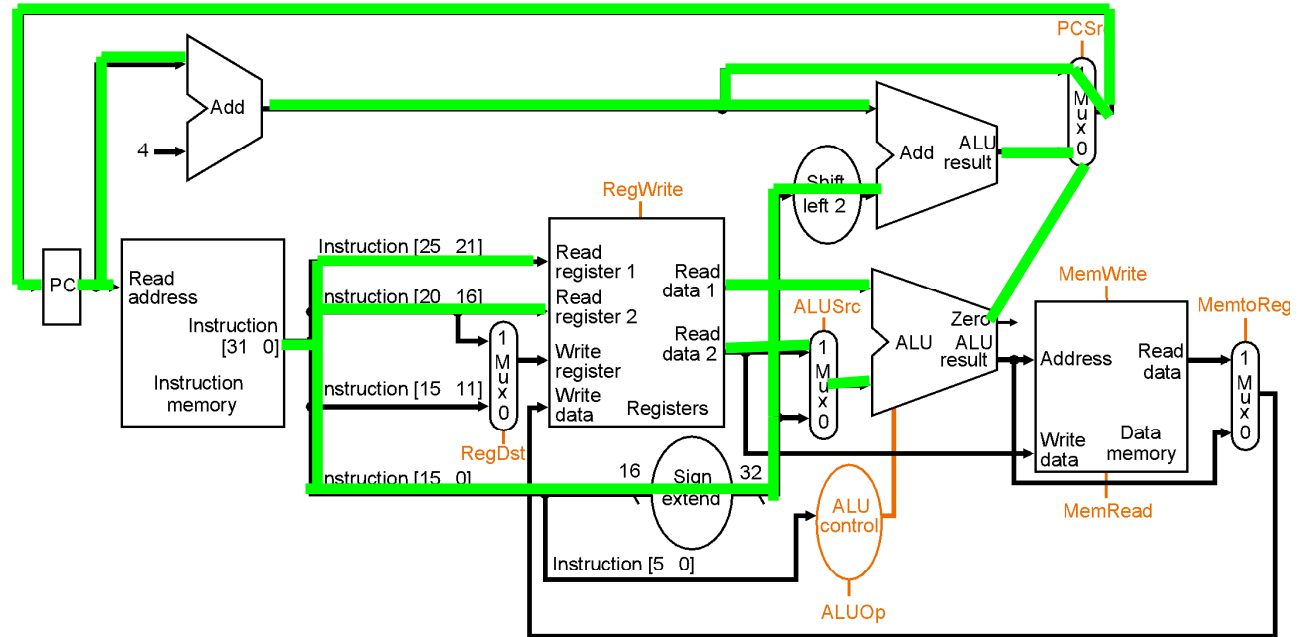 PCSr
1
M
u
x
0
Add
4
Add
ALU
result
Shift
left 2
RegWrite
Instruction [25 21]
Read
register 1
Read
data 1
PC
Read
address
nstruction [20 16]
Read
register 2
Read
data 2
Instruction
[31 0]
Instruction
memory
1
M
u
x
0
RegDst
Write
register
Write
data
Registers
nstruction [15 11]
ALUSrc
1
M
u
x
0
ALU
Zero
ALU
result
MemWrite
Address
Read
data
Write
data
Data
memory
MemRead
MemtoReg
1
M
u
x
0
nstruction [15 0]
16
Sign
extend
32
ALU
control
Instruction [5 0]
ALUOp